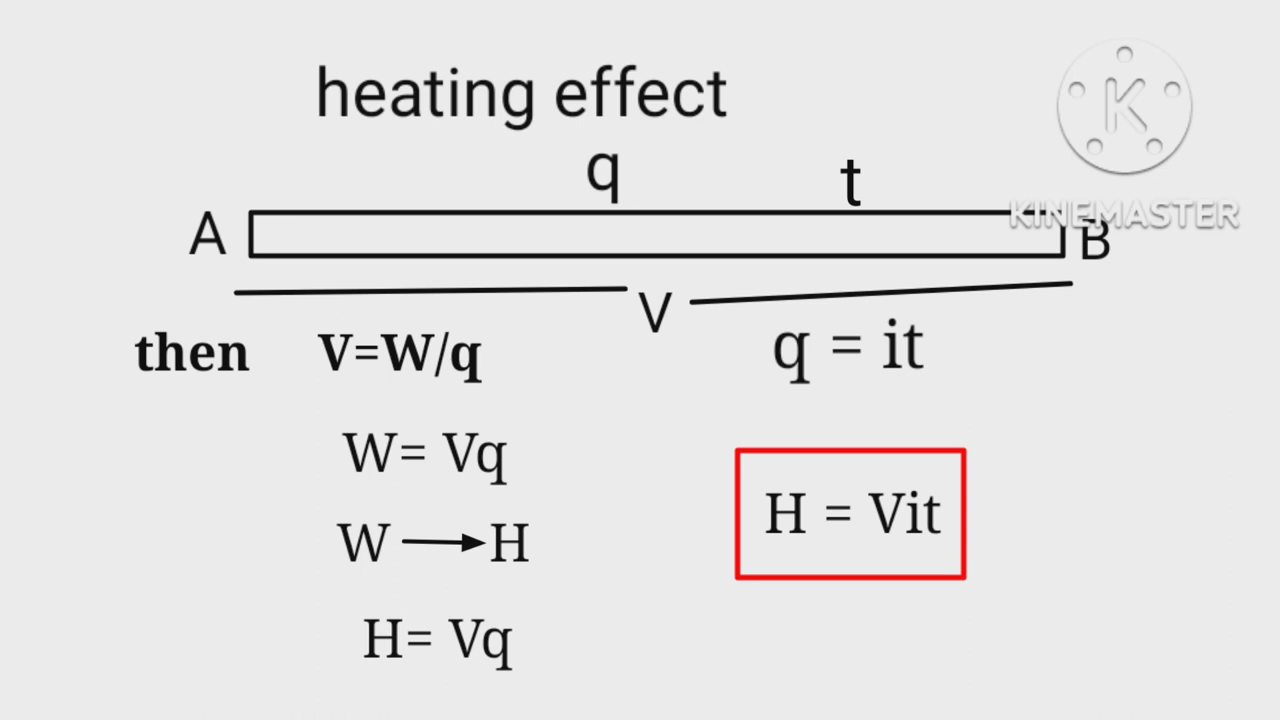 heating effect
q
t
A
B
KINEMASTER
V
then V=W/q
q = it
W= Vq
W → H
H = Vit
H= Vq